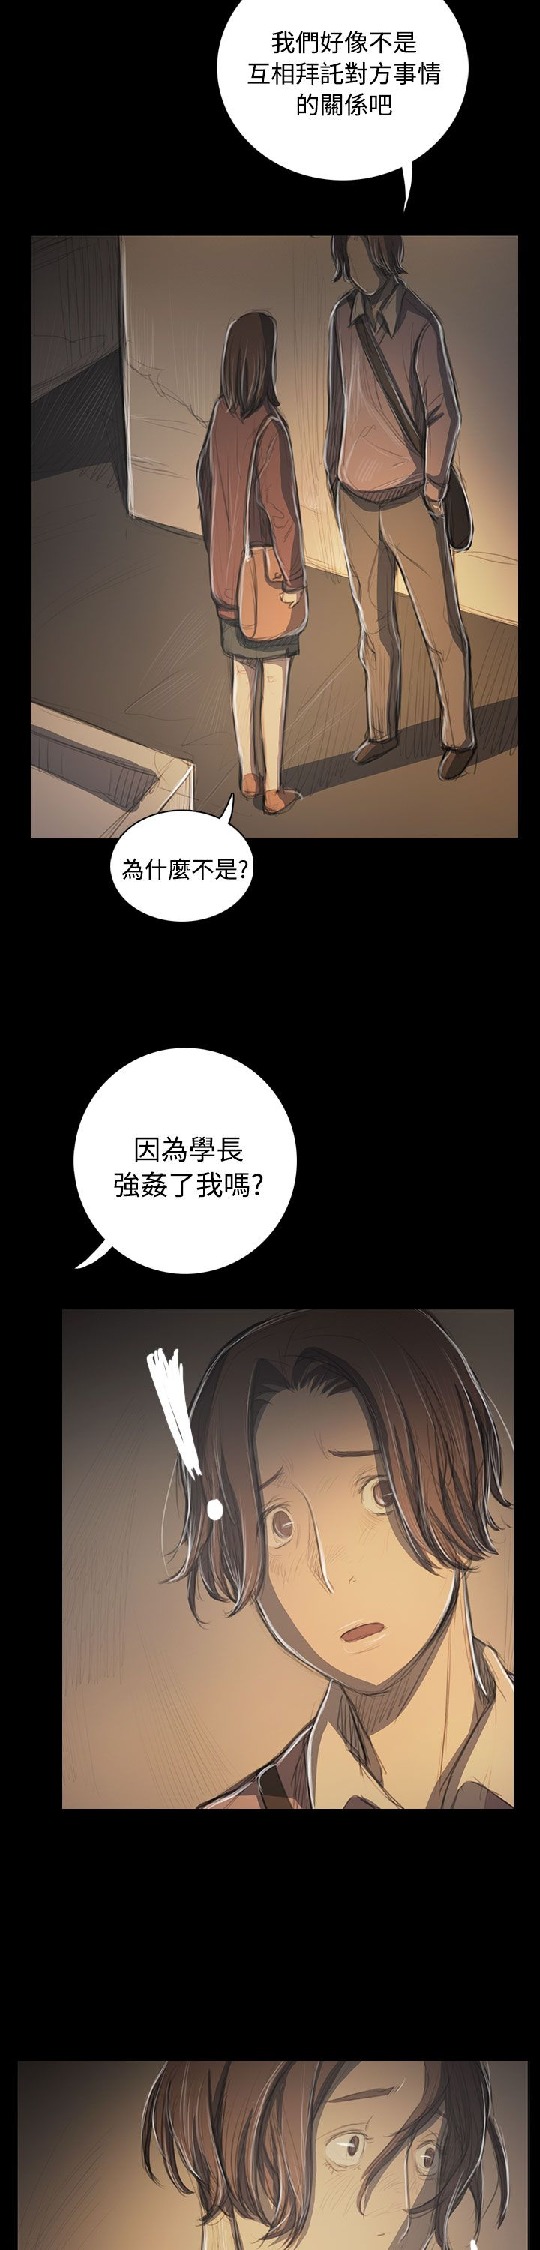 我們好像不是
互相拜託對方事情
的關係吧
為什麼不是?
因為學長
強姦了我嗎?